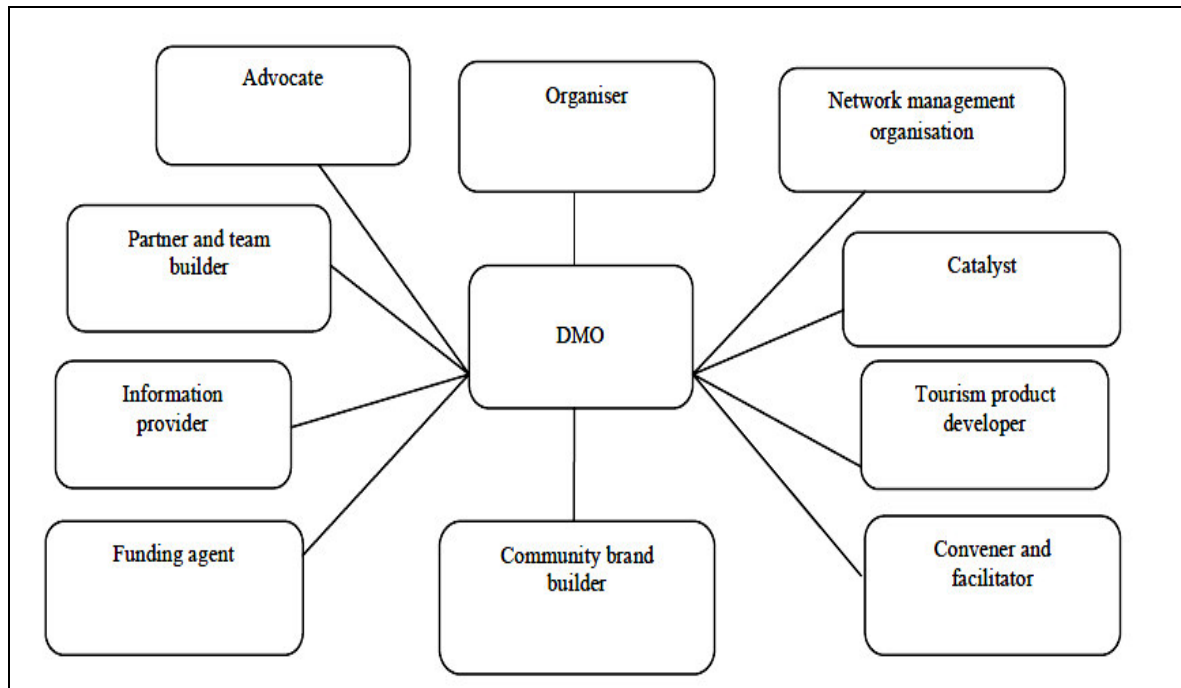 Advocate
Organiser
Network management
organisation
Partner and team
builder
Catalyst
DMO
Information
provider
Tourism product
developer
Funding agent
Community brand
builder
Convener and
facilitator